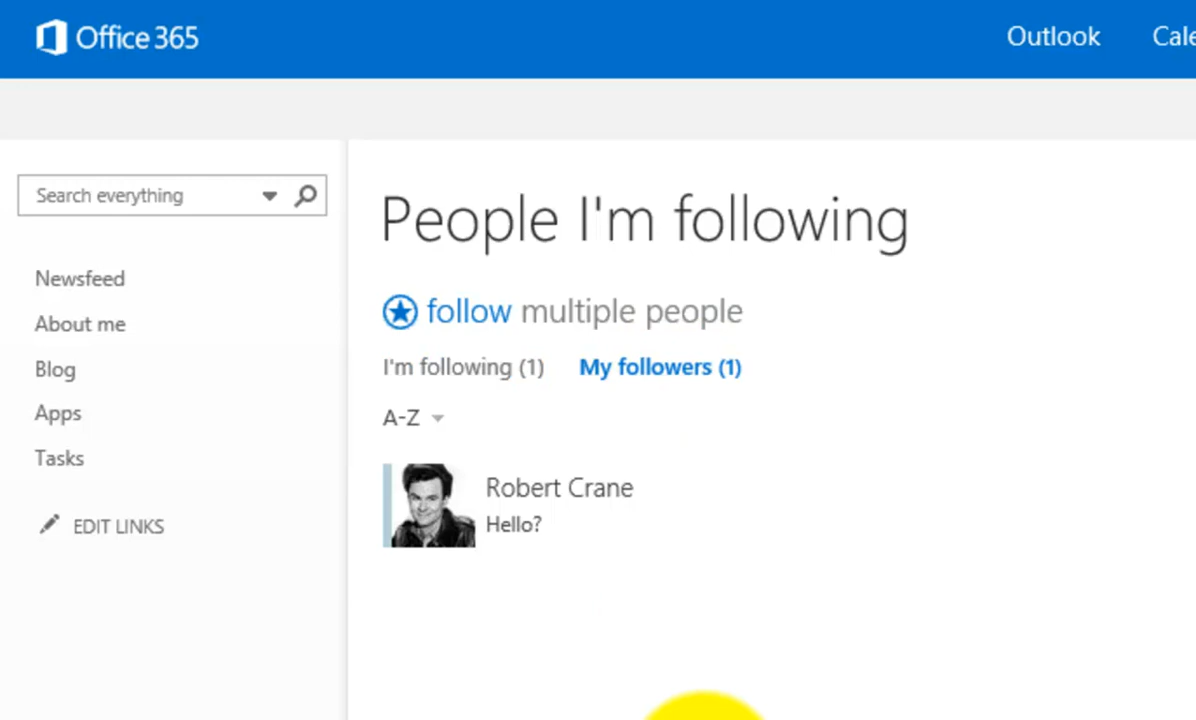 Office 365
Outlook
Search everything
Newsfeed
About me
Blog
Apps
Tasks
EDIT LINKS
People I'm following
follow multiple people
I'm following (1) My followers (1)
A-Z
Robert Crane
Hello?